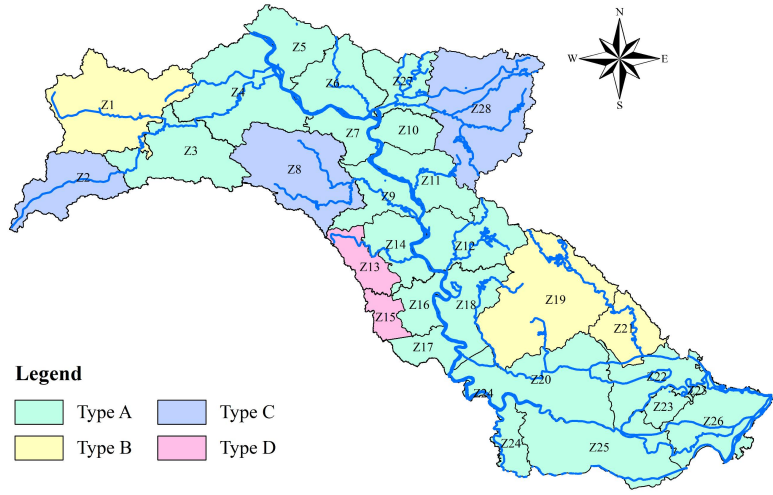 N
W E
S
Z5
Z6
Z27
Z4
Z1
Z28
Z7
Z10
Z3
Z8
Z2
Z11
Z9
Z14
Z12
Z13
Z16
Z18
Z19
Z15
Z21
Z17
Z20
Z22
Z24
Z23
Z26
Z24
Z25
Legend
Type A
Type C
Type B
Type D